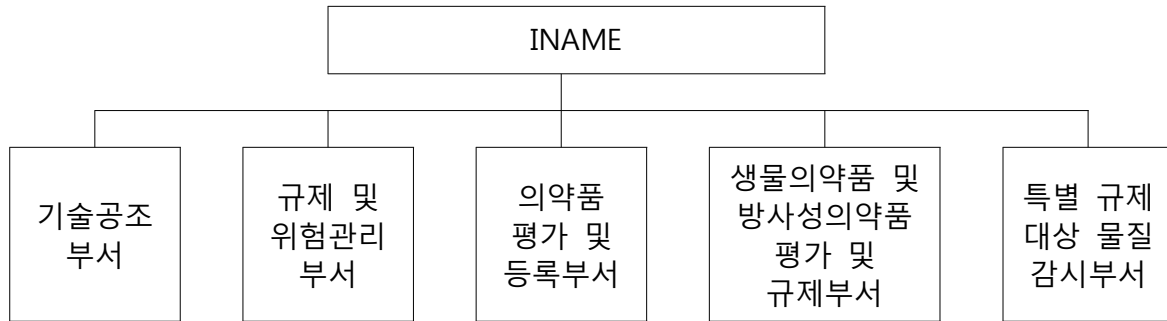 INAME
기술공조
부서
규제 및
위험관리
부서
의약품
평가 및
등록부서
생물의약품 및
방사성의약품
평가 및
규제부서
특별 규제
대상 물질
감시부서